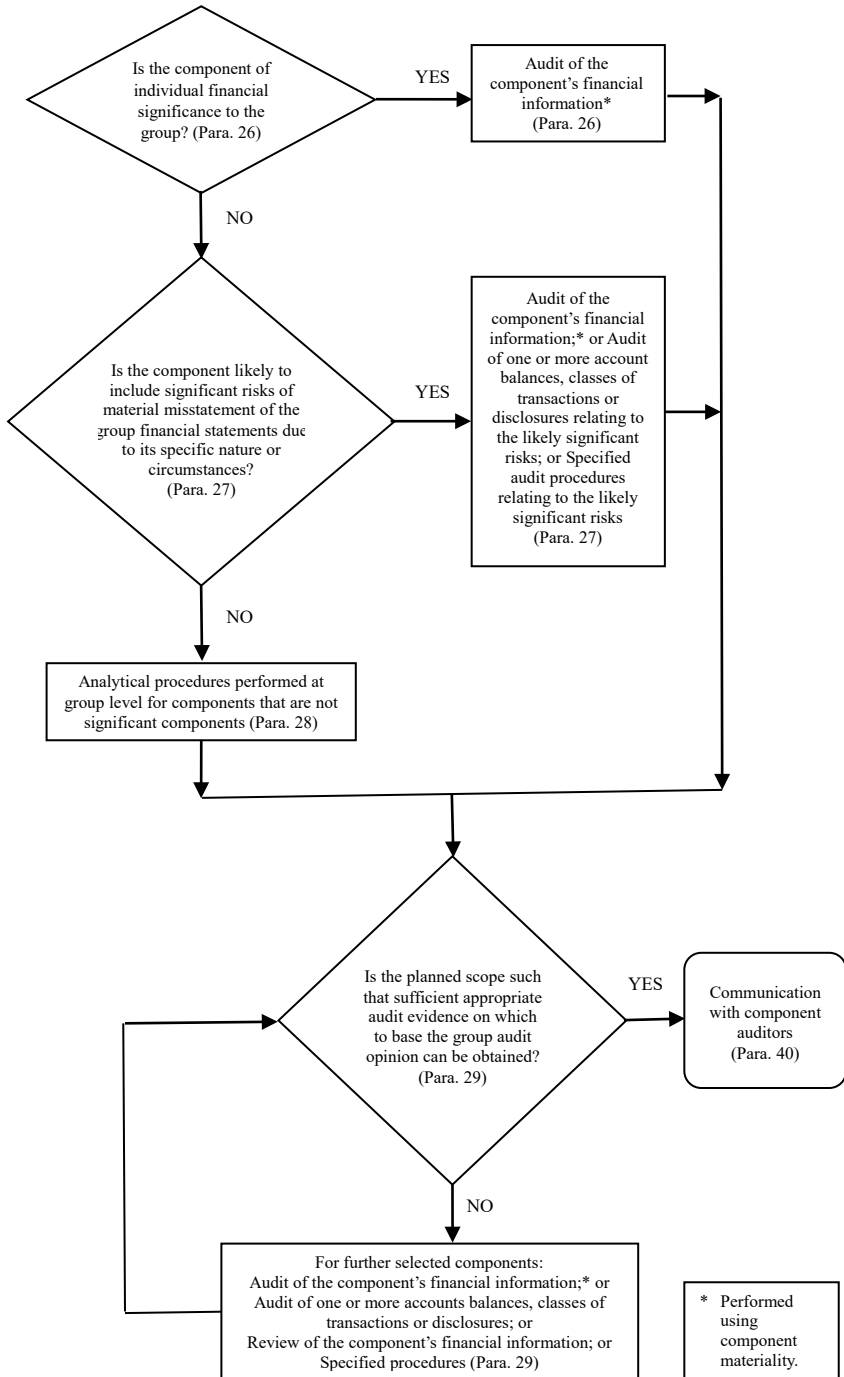 Is the component of
individual financial
significance to the
group? (Para. 26)
YES
Audit of the
component’s financial
information*
(Para. 26)
NO
Is the component likely to
include significant risks of
material misstatement of the
group financial statements due
to its specific nature or
circumstances?
(Para. 27)
YES
Audit of the
component’s financial
information;* or Audit
of one or more account
balances, classes of
transactions or
disclosures relating to
the likely significant
risks; or Specified
audit procedures
relating to the likely
significant risks
(Para. 27)
NO
Analytical procedures performed at
group level for components that are not
significant components (Para. 28)
Is the planned scope such
that sufficient appropriate
audit evidence on which
to base the group audit
opinion can be obtained?
(Para. 29)
YES
Communication
with component
auditors
(Para. 40)
NO
For further selected components:
Audit of the component’s financial information;* or
Audit of one or more accounts balances, classes of
transactions or disclosures; or
Review of the component’s financial information; or
Specified procedures (Para. 29)
* Performed
using
component
materiality.